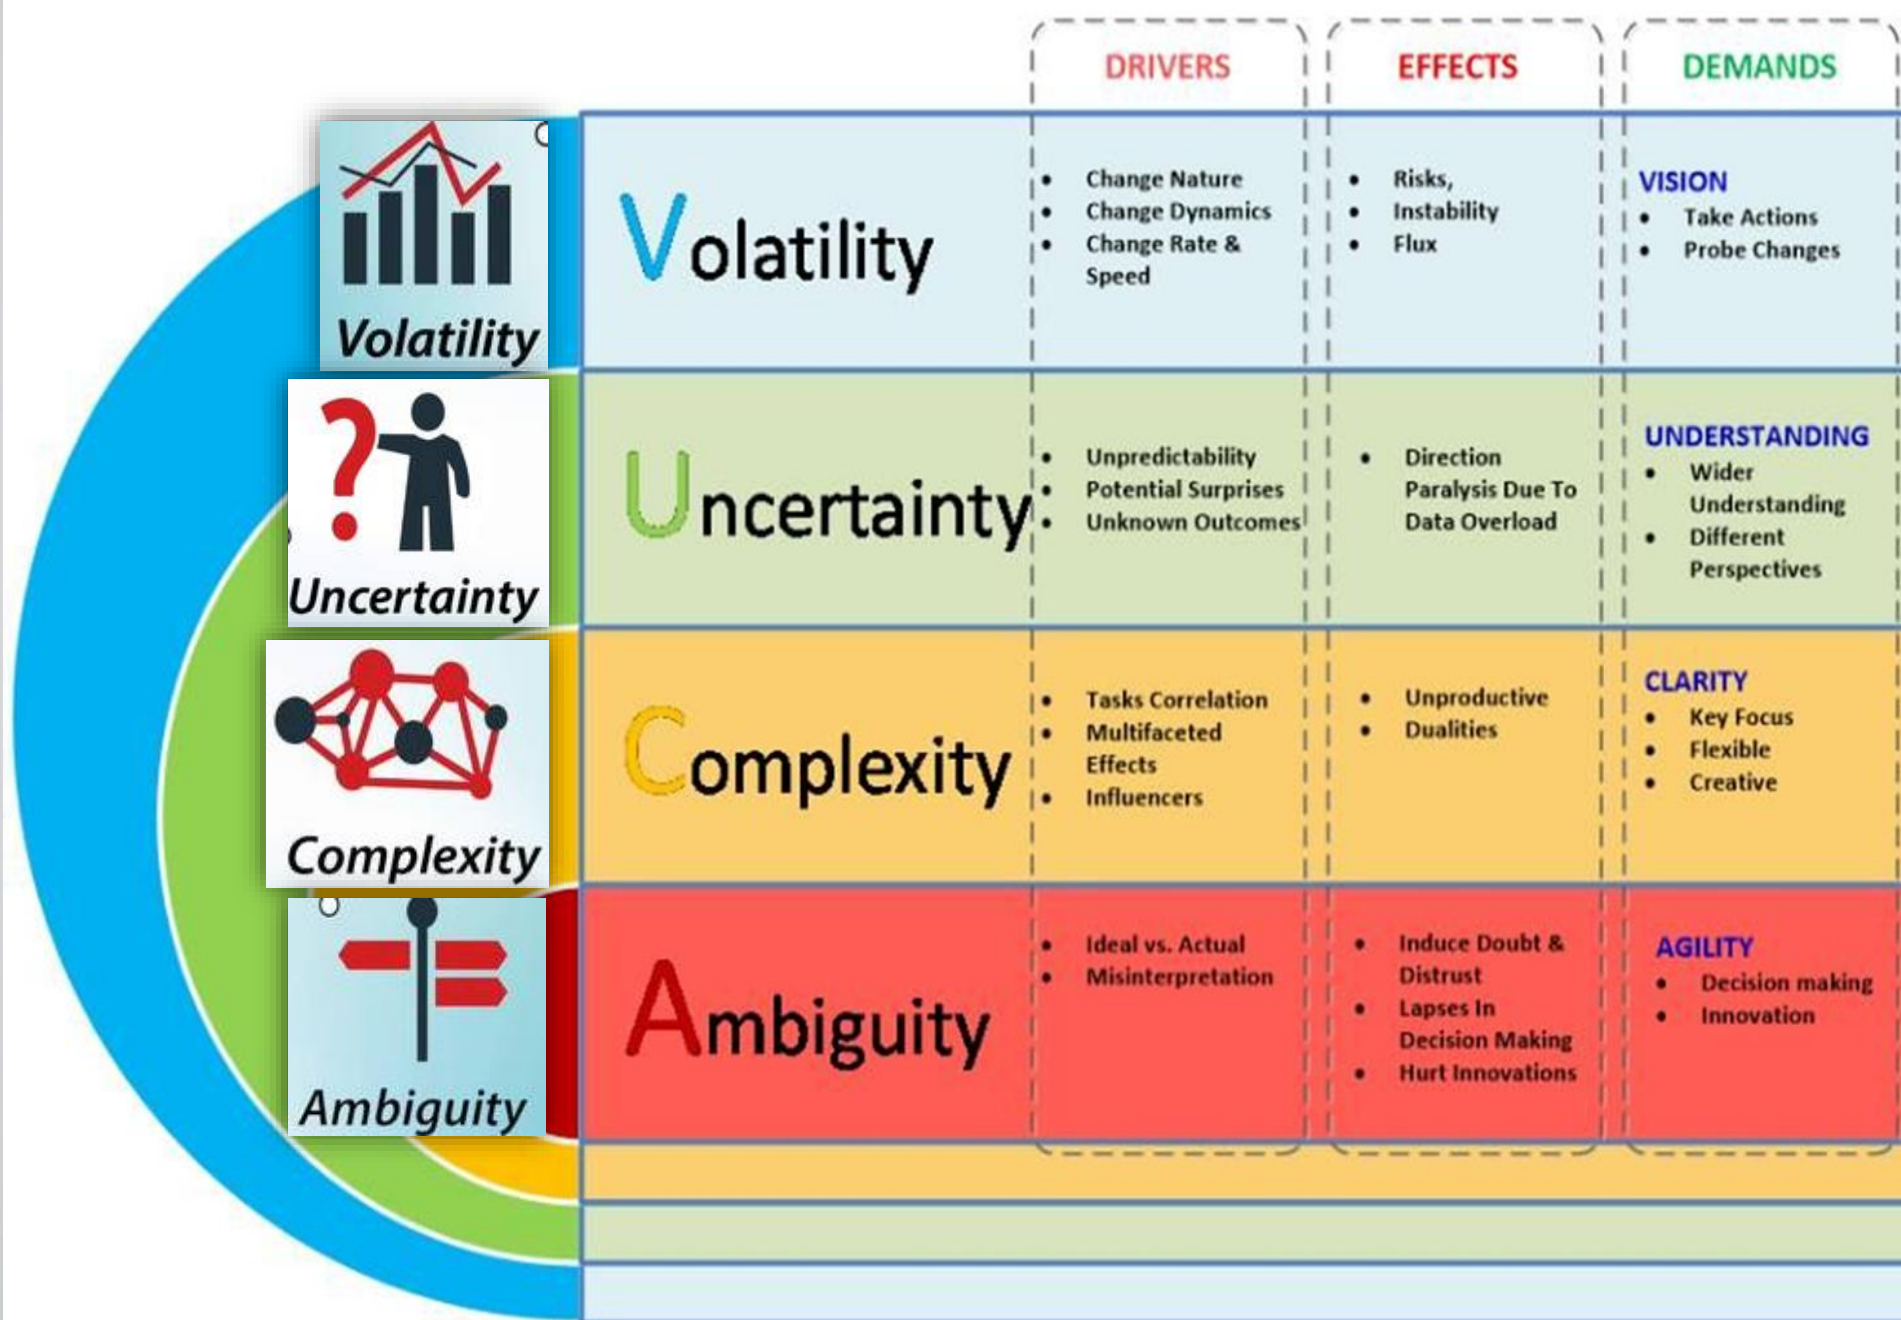 DRIVERS
EFFECTS
DEMANDS
Volatility
Volatility
• Change Nature
• Change Dynamics
• Change Rate &
Speed
• Risks,
• Instability
• Flux
VISION
• Take Actions
• Probe Changes
?
Uncertainty
Uncertainty
• Unpredictability
• Potential Surprises
• Unknown Outcomes
• Direction
Paralysis Due To
Data Overload
UNDERSTANDING
• Wider
Understanding
• Different
Perspectives
Complexity
Complexity
• Tasks Correlation
• Multifaceted
Effects
• Influencers
• Unproductive
• Dualities
CLARITY
• Key Focus
• Flexible
• Creative
Ambiguity
Ambiguity
• Ideal vs. Actual
• Misinterpretation
• Induce Doubt &
Distrust
• Lapses In
Decision Making
• Hurt Innovations
AGILITY
• Decision making
• Innovation